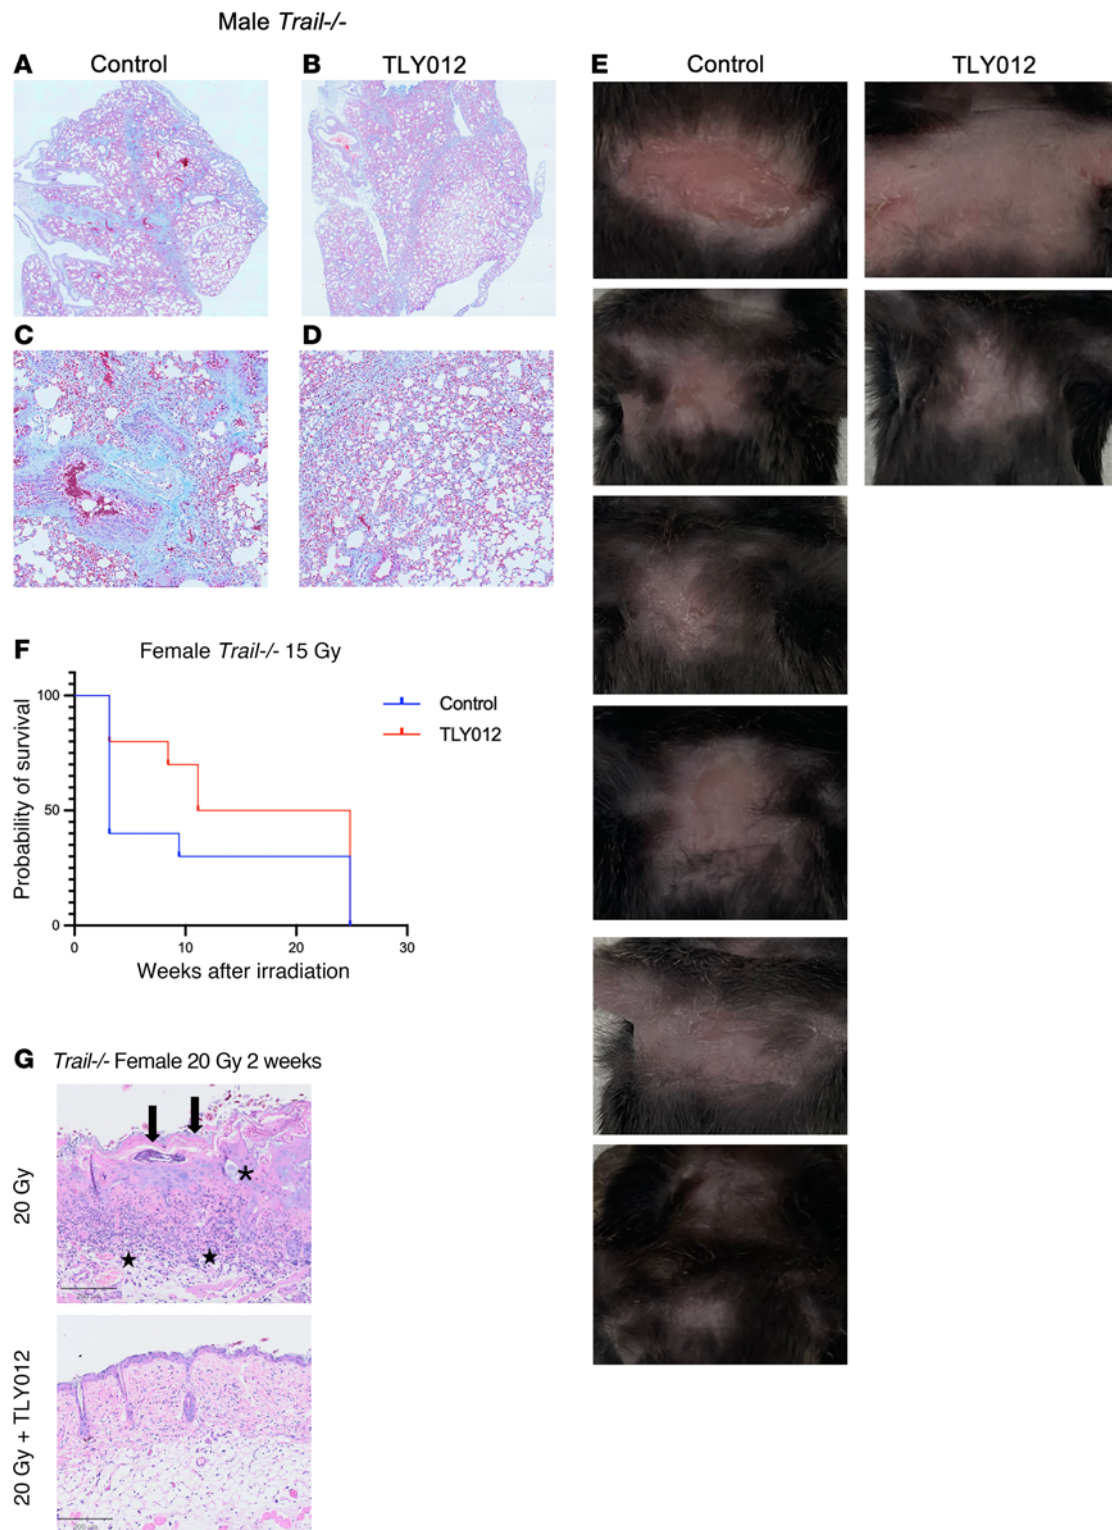 Male Trail-/-
A Control B TLY012 E Control TLY012
C D
F Female Trail-/- 15 Gy
Probability of survival
100
50
0
0 10 20 30
Weeks after irradiation
Control
TLY012
G Trail-/- Female 20 Gy 2 weeks
20 Gy
20 Gy + TLY012